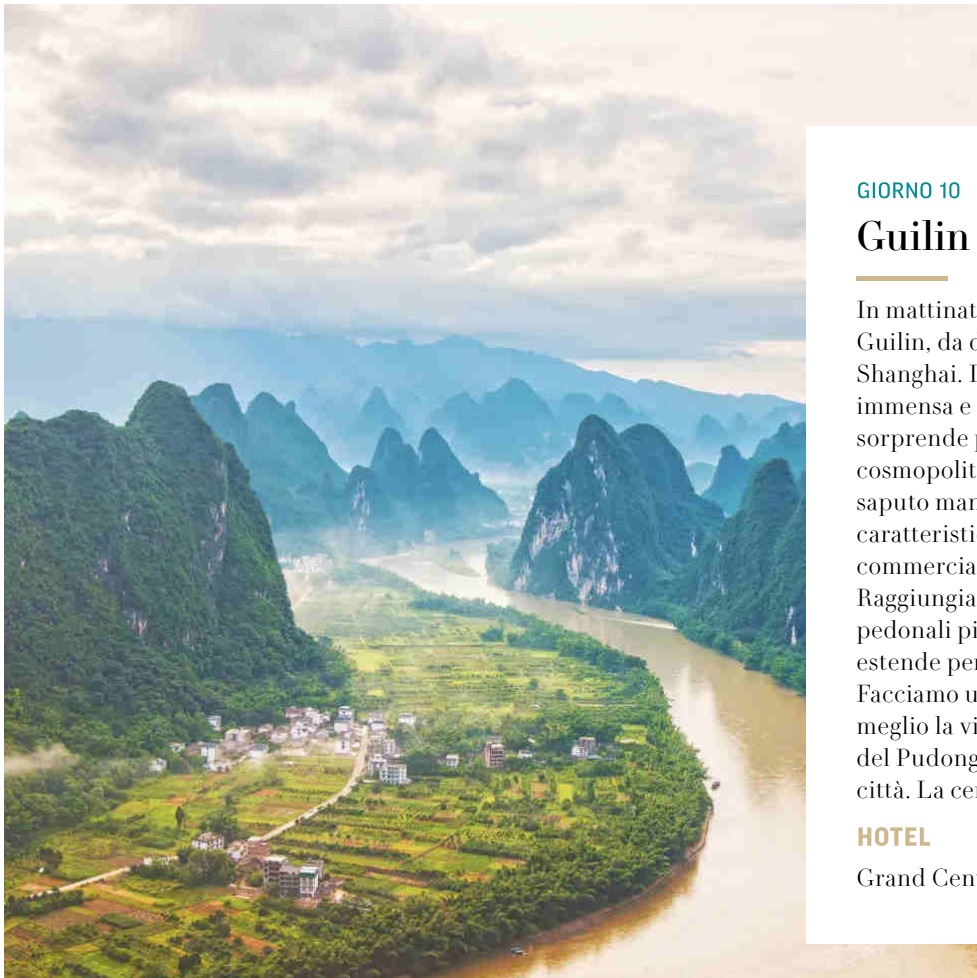 GIORNO 10
Guilin
In mattinat
Guilin, da
Shanghai.
immensa e
sorprende
cosmopolit
saputo man
caratteristi
commercia
Raggiungia
pedonali pi
estende per
Facciamo u
meglio la vi
del Pudong
città. La cen
HOTEL
Grand Cen